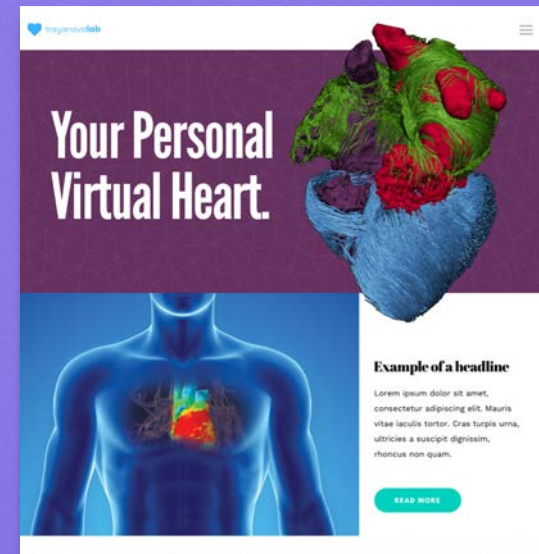 trayanovalab
Your Personal
Virtual Heart.
Example of a headline
Lorem ipsum dolor sit amet,
consectetur adipiscing elit. Mauris
vitae iaculis tortor. Cras turpis urna,
ultricies a suscipit dignissim,
rhoncus non quam.
READ MORE